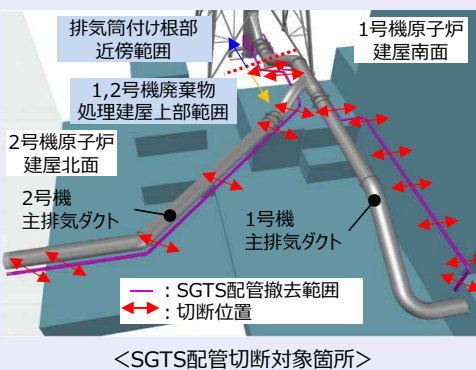 排気筒付け根部
近傍範囲
1号機原子炉
建屋南面
1,2号機廃棄物
処理建屋上部範囲
2号機原子炉
建屋北面
2号機
主排気ダクト
1号機
主排気ダクト
：SGTS配管撤去範囲
：切断位置
＜SGTS配管切断対象箇所＞